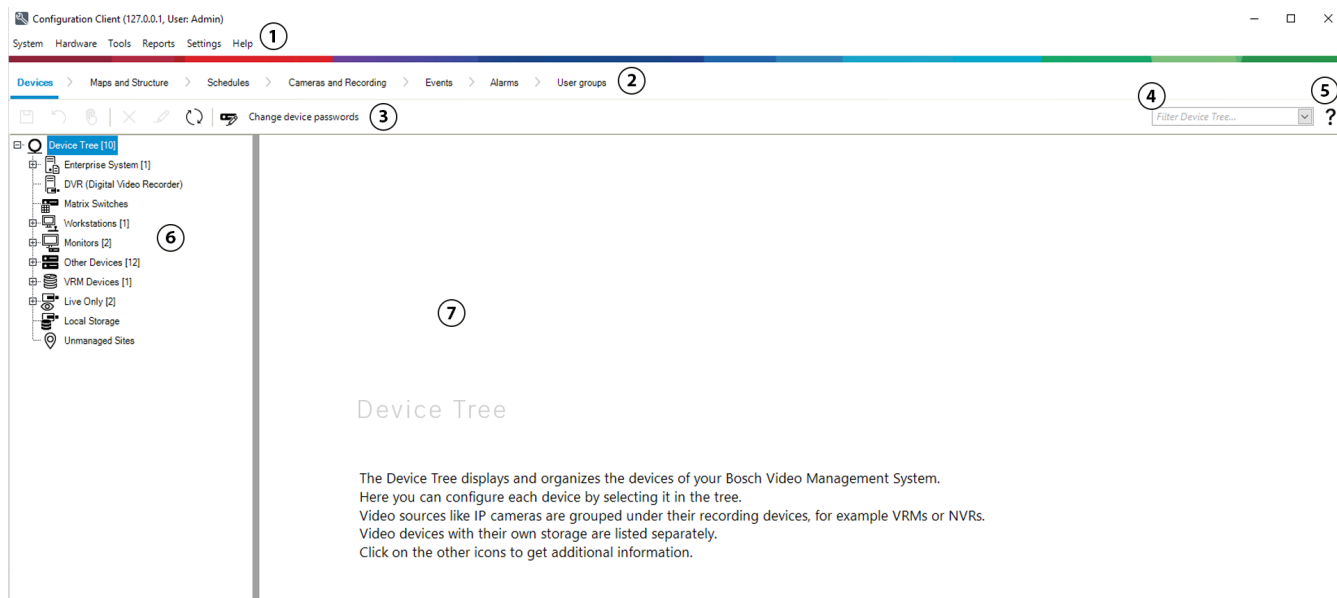 Configuration Client (127.0.0.1, User: Admin)
System Hardware Tools Reports Settings Help 1
Devices > Maps and Structure > Schedules > Cameras and Recording > Events > Alarms > User groups 2
Change device passwords 3
4
Filter Device Tree...
5
?
Device Tree [10]
Enterprise System [1]
DVR (Digital Video Recorder)
Matrix Switches
Workstations [1]
Monitors [2]
Other Devices [12]
VRM Devices [1]
Live Only [2]
Local Storage
Unmanaged Sites
6
7
Device Tree
The Device Tree displays and organizes the devices of your Bosch Video Management System.
Here you can configure each device by selecting it in the tree.
Video sources like IP cameras are grouped under their recording devices, for example VRMs or NVRs.
Video devices with their own storage are listed separately.
Click on the other icons to get additional information.